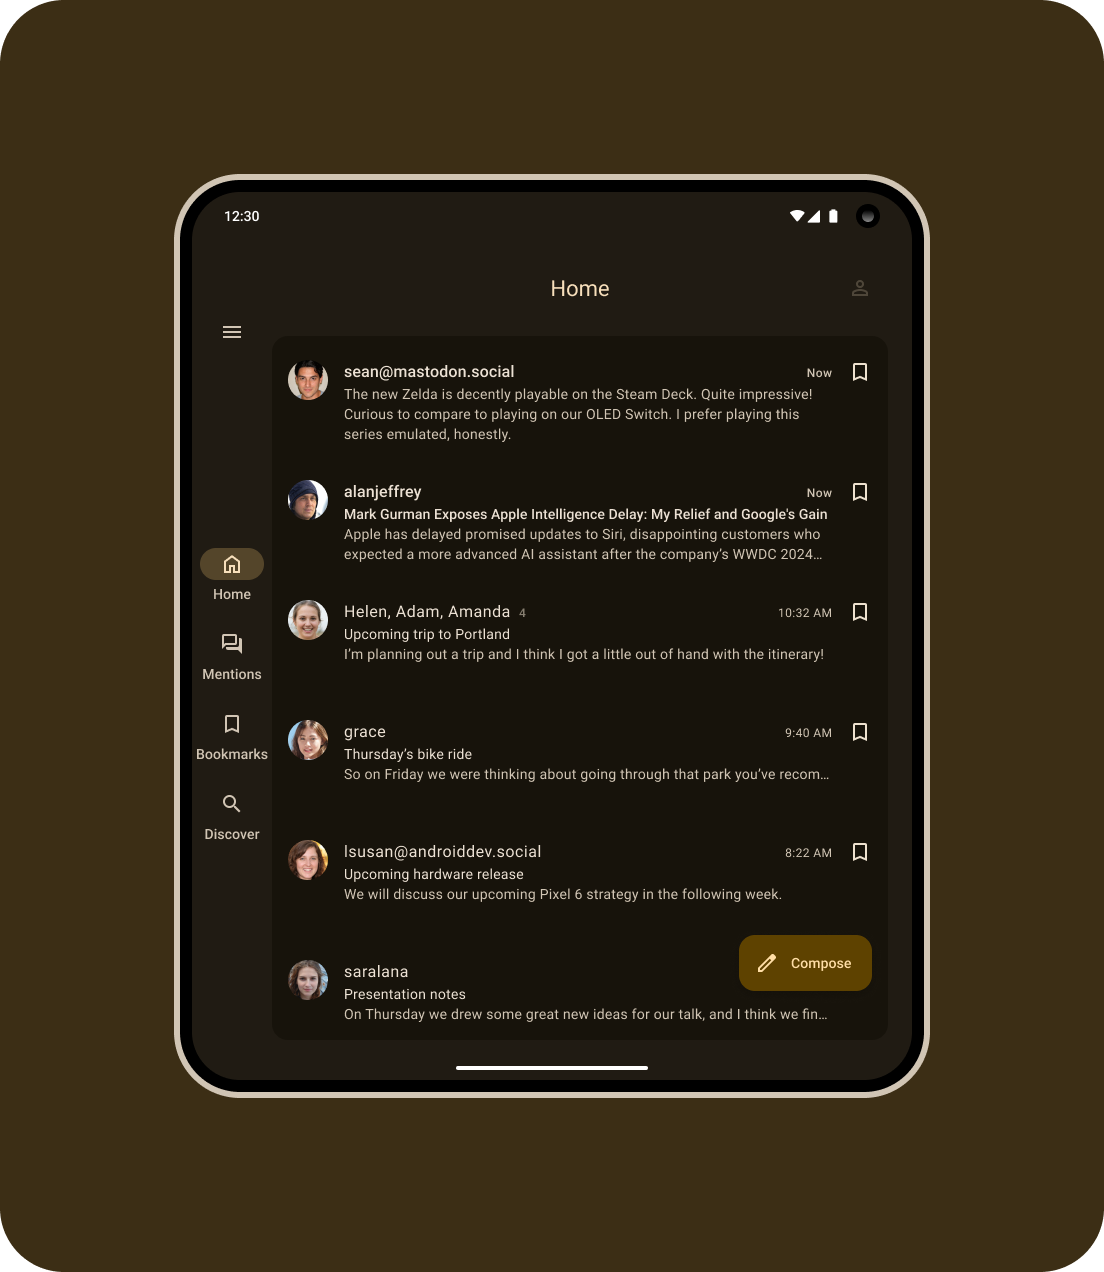 12:30
Home
sean@mastodon.social
Now
The new Zelda is decently playable on the Steam Deck. Quite impressive!
Curious to compare to playing on our OLED Switch. I prefer playing this
series emulated, honestly.
alanjeffrey
Now
Mark Gurman Exposes Apple Intelligence Delay: My Relief and Google's Gain
Apple has delayed promised updates to Siri, disappointing customers who
expected a more advanced AI assistant after the company’s WWDC 2024…
Helen, Adam, Amanda 4
10:32 AM
Upcoming trip to Portland
I’m planning out a trip and I think I got a little out of hand with the itinerary!
grace
9:40 AM
Thursday’s bike ride
So on Friday we were thinking about going through that park you’ve recom…
lsusan@androiddev.social
8:22 AM
Upcoming hardware release
We will discuss our upcoming Pixel 6 strategy in the following week.
saralana
Presentation notes
On Thursday we drew some great new ideas for our talk, and I think we fin…
Home
Mentions
Bookmarks
Discover
Compose